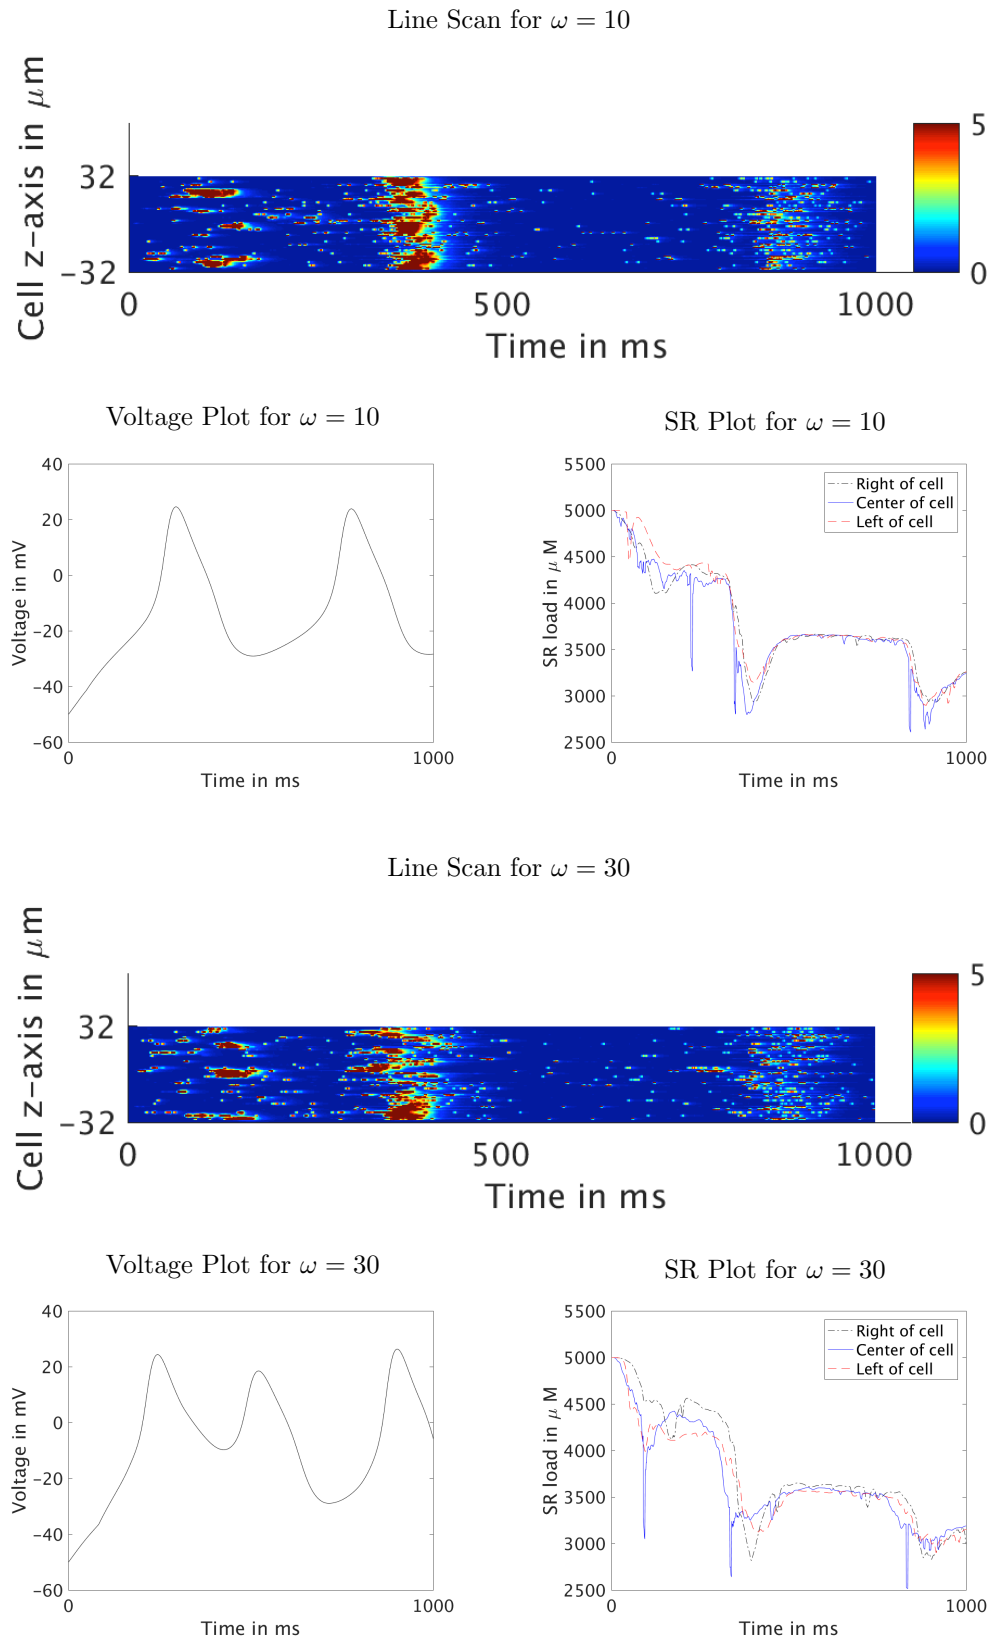 Line Scan for ω = 10
Cell z−axis in μm
32
−32
0
500
1000
Time in ms
5
0
Voltage Plot for ω = 10
Voltage in mV
40
20
0
−20
−40
−60
0
1000
Time in ms
SR Plot for ω = 10
SR load in μ M
5500
5000
4500
4000
3500
3000
2500
0
1000
Time in ms
Right of cell
Center of cell
Left of cell
Line Scan for ω = 30
Cell z−axis in μm
32
−32
0
500
1000
Time in ms
5
0
Voltage Plot for ω = 30
Voltage in mV
40
20
0
−20
−40
−60
0
1000
Time in ms
SR Plot for ω = 30
SR load in μ M
5500
5000
4500
4000
3500
3000
2500
0
1000
Time in ms
Right of cell
Center of cell
Left of cell